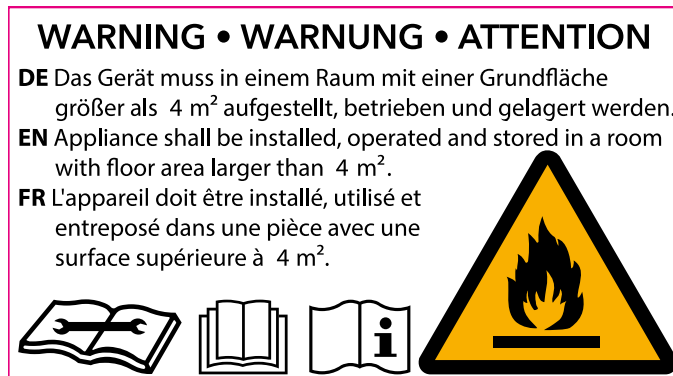 WARNING • WARNUNG • ATTENTION
DE Das Gerät muss in einem Raum mit einer Grundfläche
größer als 4 m² aufgestellt, betrieben und gelagert werden.
EN Appliance shall be installed, operated and stored in a room
with floor area larger than 4 m².
FR L'appareil doit être installé, utilisé et
entreposé dans une pièce avec une
surface supérieure à 4 m².
i